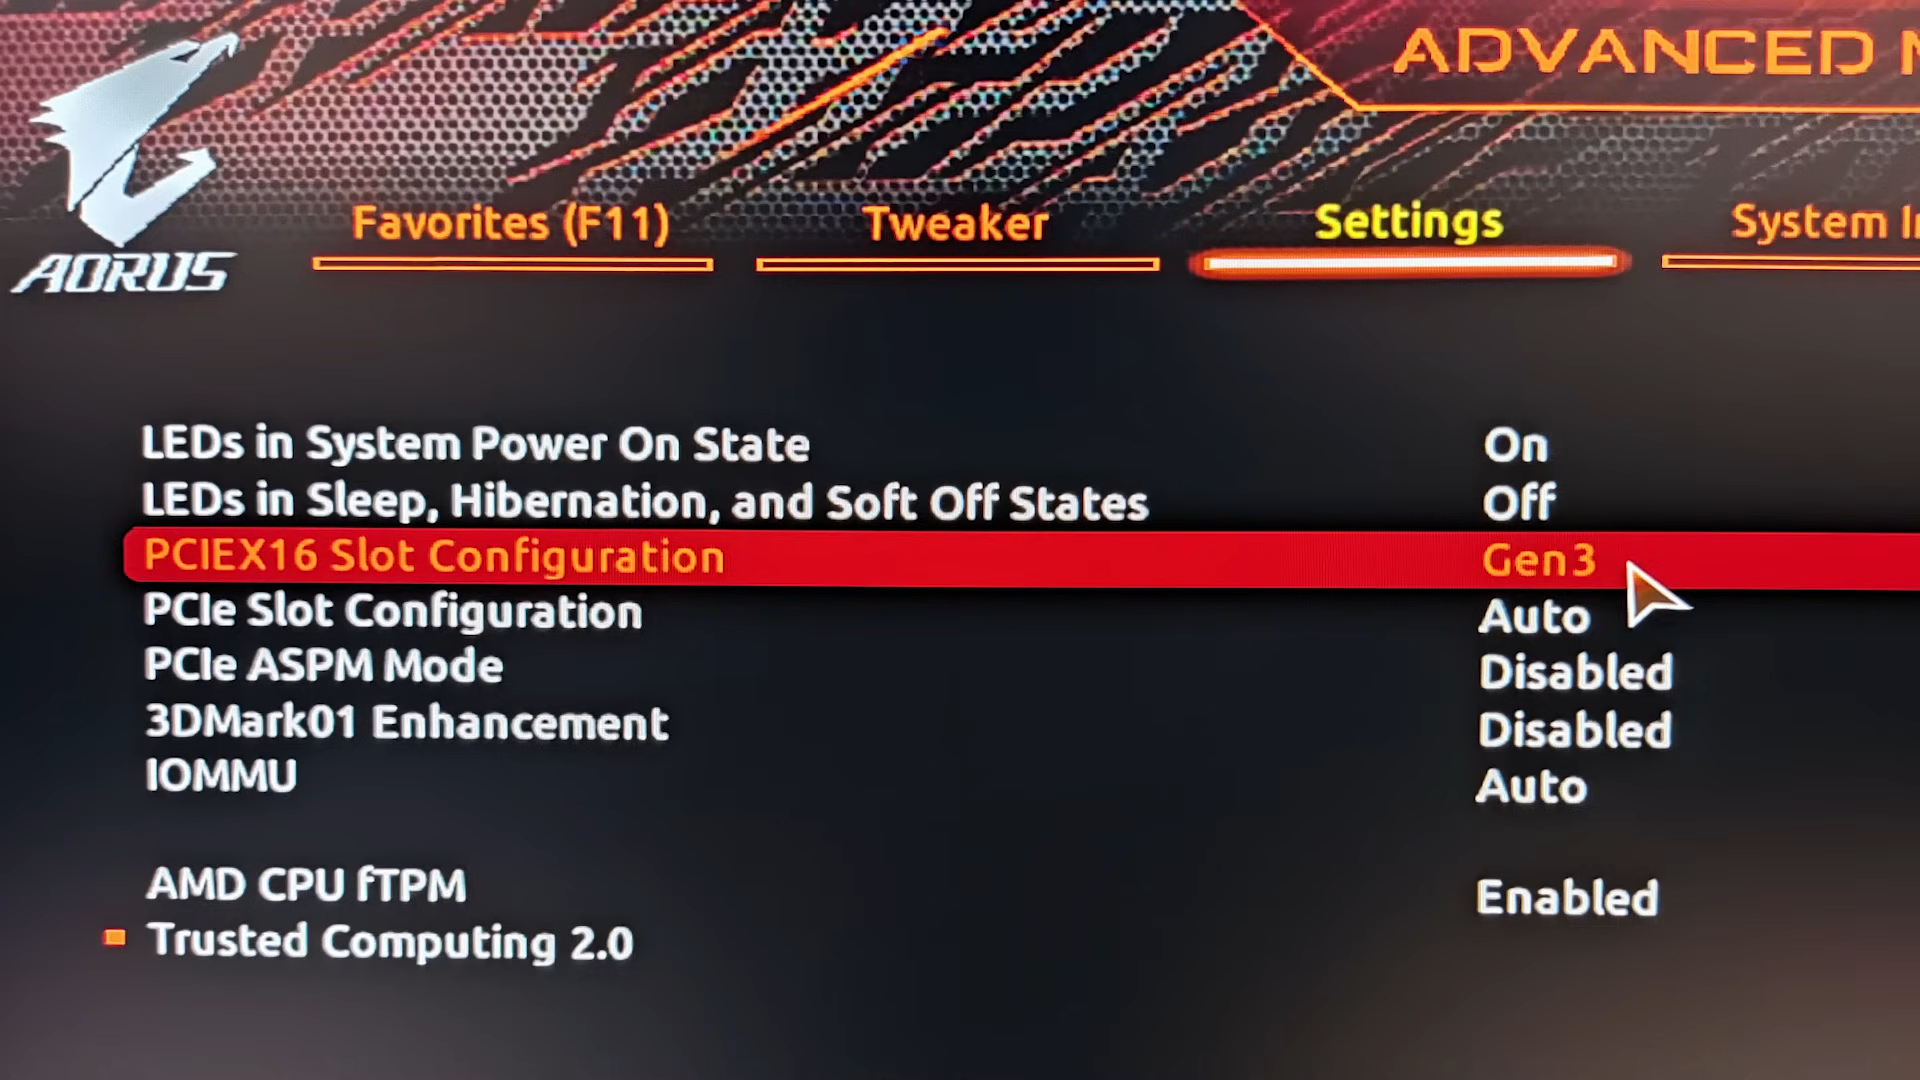 ADVANCED
AORUS
Favorites (F11) Tweaker Settings System
LEDs in System Power On State On
LEDs in Sleep, Hibernation, and Soft Off States Off
PCIEX16 Slot Configuration Gen3
PCIe Slot Configuration Auto
PCIe ASPM Mode Disabled
3DMark01 Enhancement Disabled
IOMMU Auto
AMD CPU fTPM Enabled
Trusted Computing 2.0